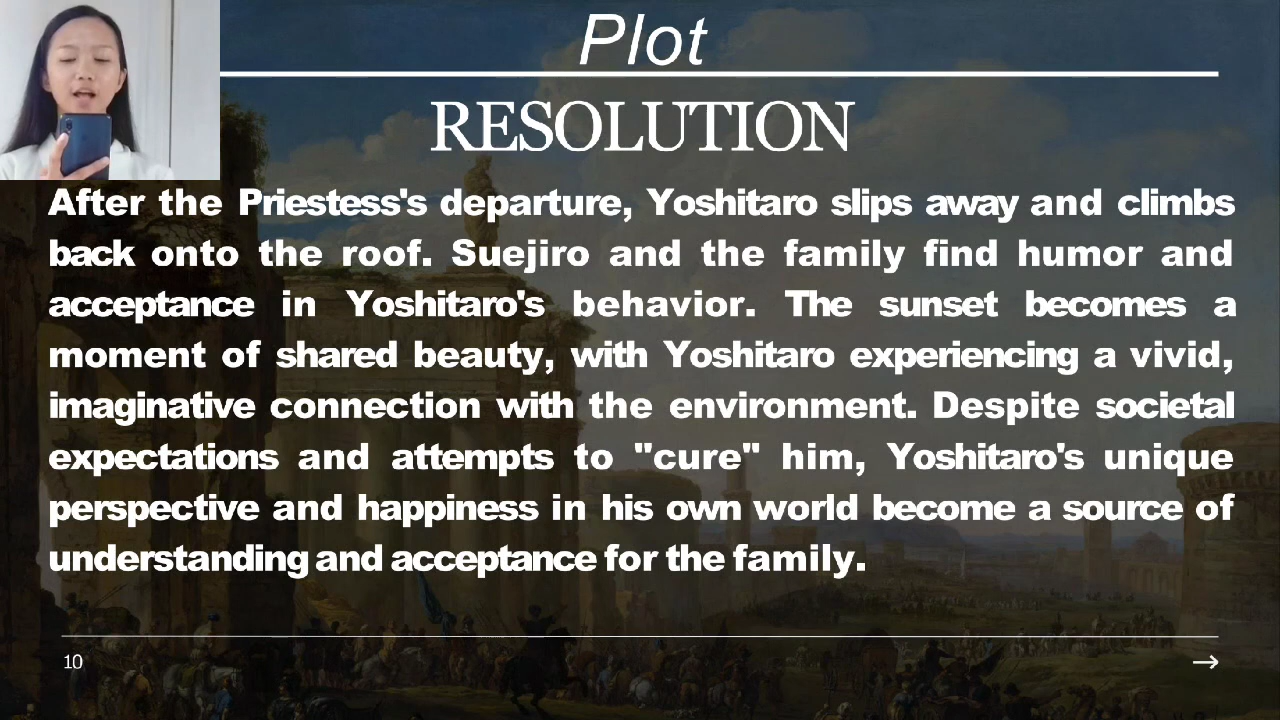 Plot
RESOLUTION
After the Priestess's departure, Yoshitaro slips away and climbs
back onto the roof. Suejiro and the family find humor and
acceptance in Yoshitaro's behavior. The sunset becomes a
moment of shared beauty, with Yoshitaro experiencing a vivid,
imaginative connection with the environment. Despite societal
expectations and attempts to "cure" him, Yoshitaro's unique
perspective and happiness in his own world become a source of
understanding and acceptance for the family.
10